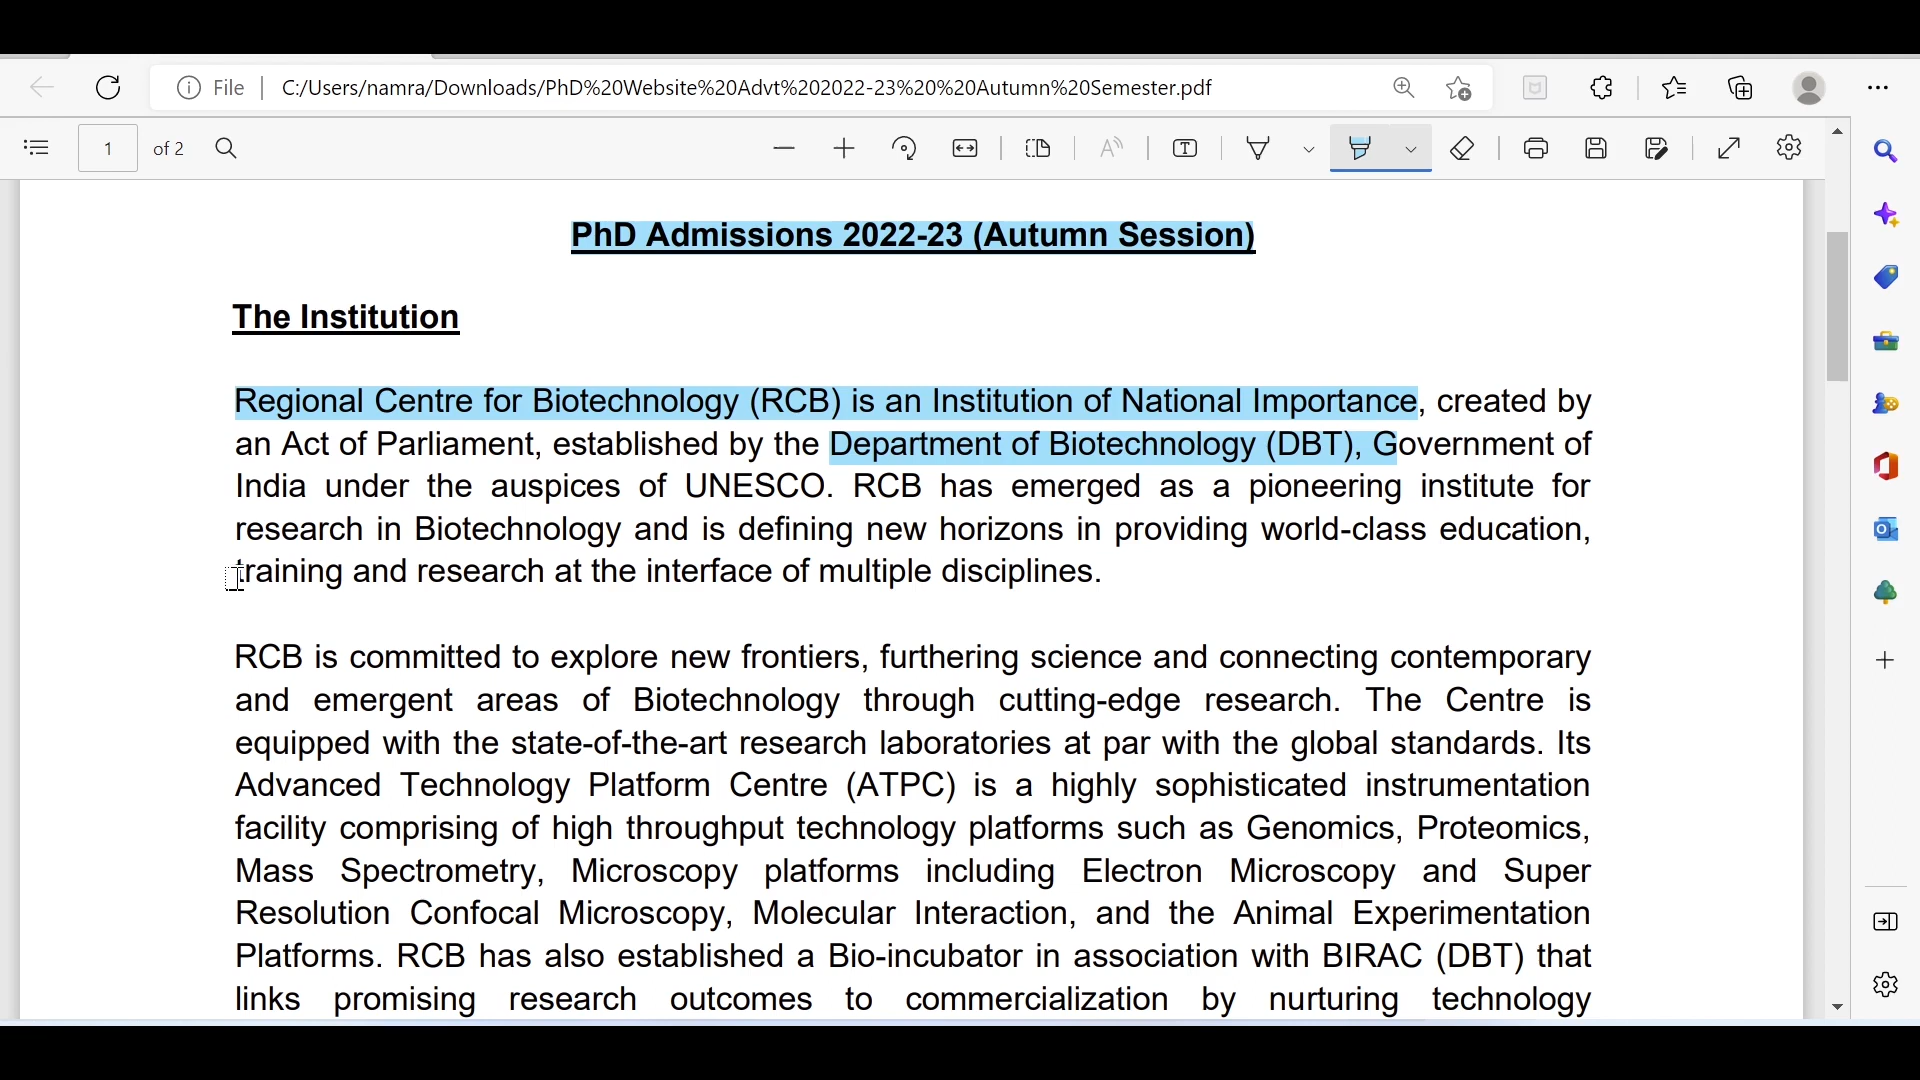 File
C:/Users/namra/Downloads/PhD%20Website%20Advt%202022-23%20%20Autumn%20Semester.pdf
1 of 2
PhD Admissions 2022-23 (Autumn Session)
The Institution
Regional Centre for Biotechnology (RCB) is an Institution of National Importance, created by
an Act of Parliament, established by the Department of Biotechnology (DBT), Government of
India under the auspices of UNESCO. RCB has emerged as a pioneering institute for
research in Biotechnology and is defining new horizons in providing world-class education,
training and research at the interface of multiple disciplines.
RCB is committed to explore new frontiers, furthering science and connecting contemporary
and emergent areas of Biotechnology through cutting-edge research. The Centre is
equipped with the state-of-the-art research laboratories at par with the global standards. Its
Advanced Technology Platform Centre (ATPC) is a highly sophisticated instrumentation
facility comprising of high throughput technology platforms such as Genomics, Proteomics,
Mass Spectrometry, Microscopy platforms including Electron Microscopy and Super
Resolution Confocal Microscopy, Molecular Interaction, and the Animal Experimentation
Platforms. RCB has also established a Bio-incubator in association with BIRAC (DBT) that
links promising research outcomes to commercialization by nurturing technology